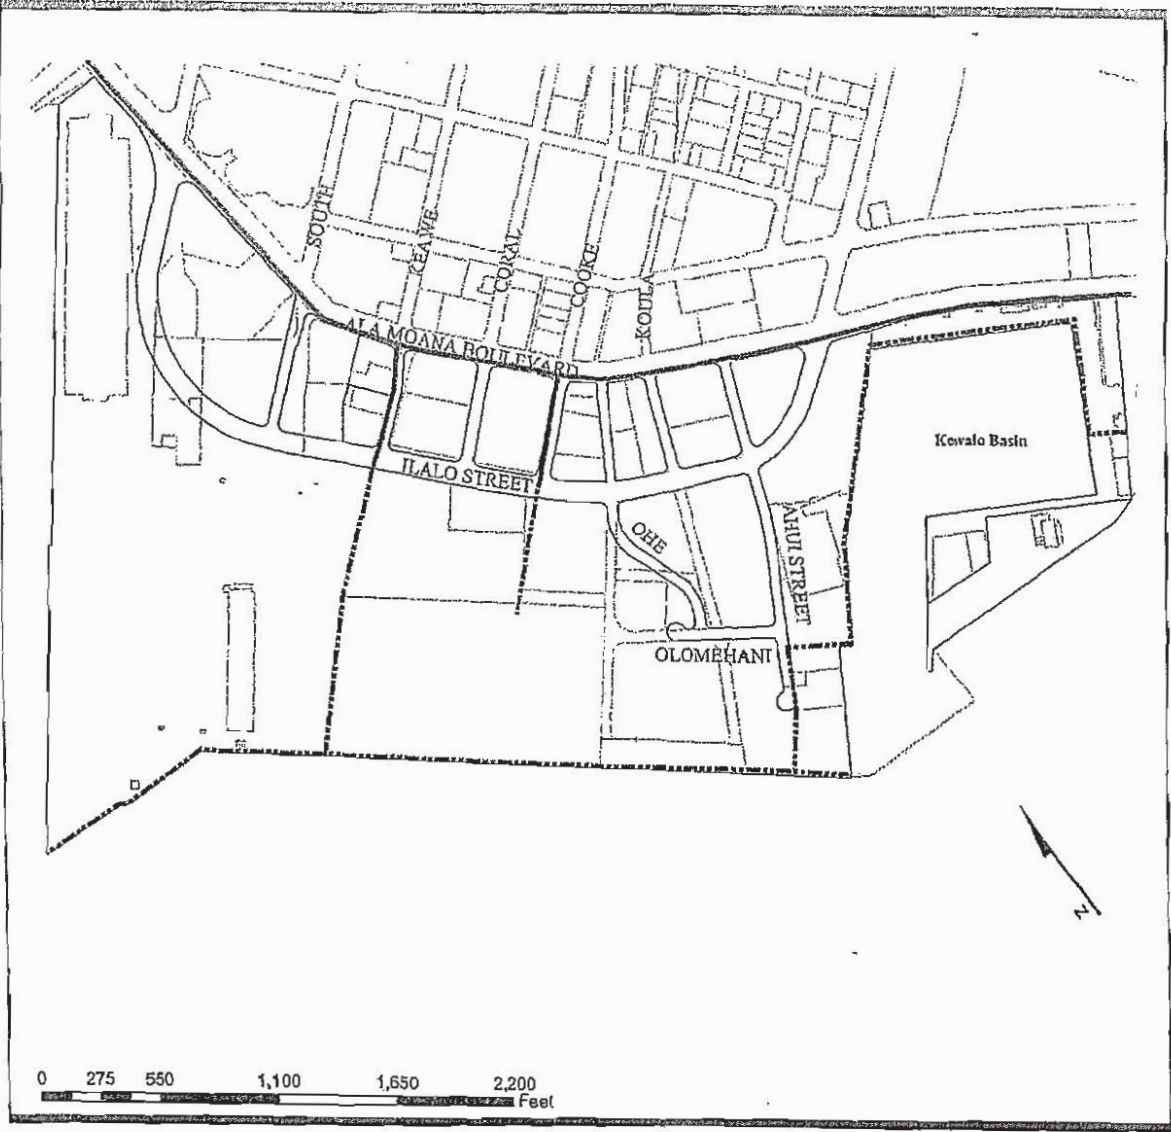 SOUTH
KEAWE
CORAL
COOKE
KOULA
ALA MOANA BOULEVARD
Kewalo Basin
ILALO STREET
OHE
AHUI STREET
OLOMEHANI
N
0 275 550 1,100 1,650 2,200
Feet